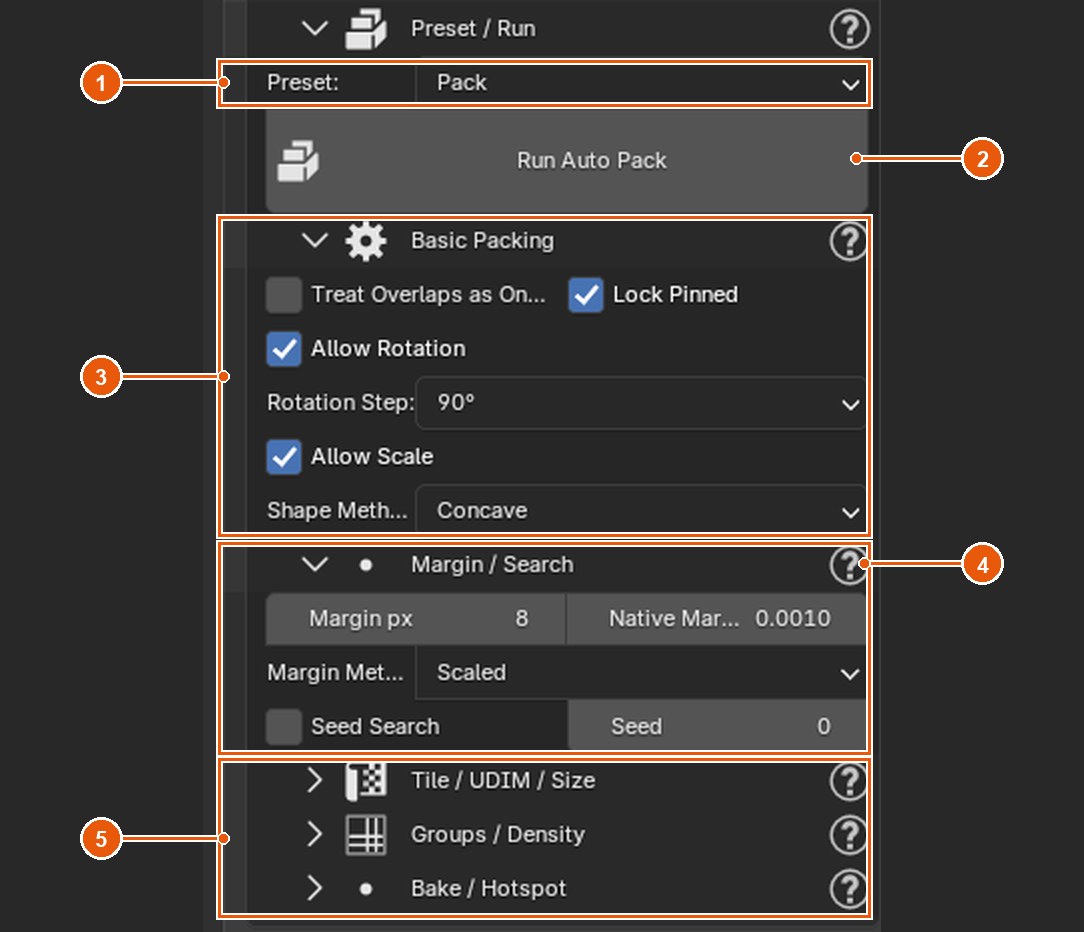 Preset / Run ?
1 Preset: Pack
Run Auto Pack 2
Basic Packing ?
Treat Overlaps as On... Lock Pinned
Allow Rotation
3
Rotation Step: 90°
Allow Scale
Shape Meth... Concave
Margin / Search ? 4
Margin px 8 Native Mar... 0.0010
Margin Met... Scaled
Seed Search Seed 0
Tile / UDIM / Size ?
5 Groups / Density ?
Bake / Hotspot ?